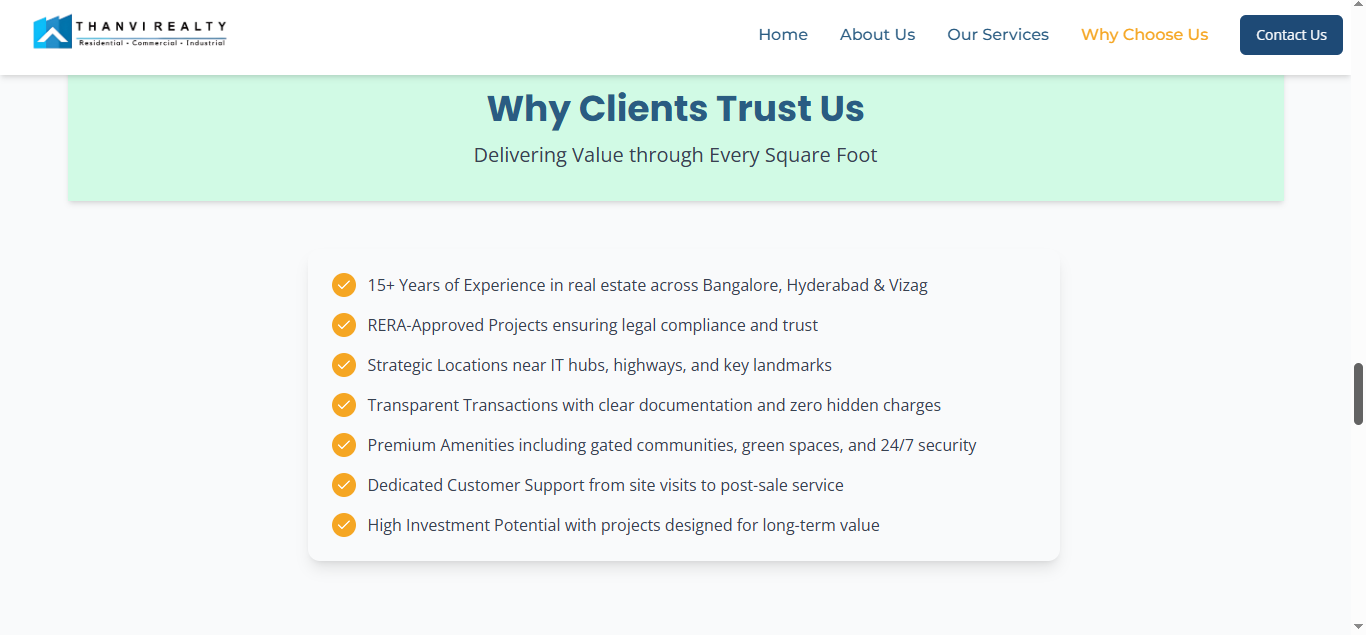 THANVI REALTY
Residential • Commercial • Industrial
Home
About Us
Our Services
Why Choose Us
Contact Us
Why Clients Trust Us
Delivering Value through Every Square Foot
15+ Years of Experience in real estate across Bangalore, Hyderabad & Vizag
RERA-Approved Projects ensuring legal compliance and trust
Strategic Locations near IT hubs, highways, and key landmarks
Transparent Transactions with clear documentation and zero hidden charges
Premium Amenities including gated communities, green spaces, and 24/7 security
Dedicated Customer Support from site visits to post-sale service
High Investment Potential with projects designed for long-term value